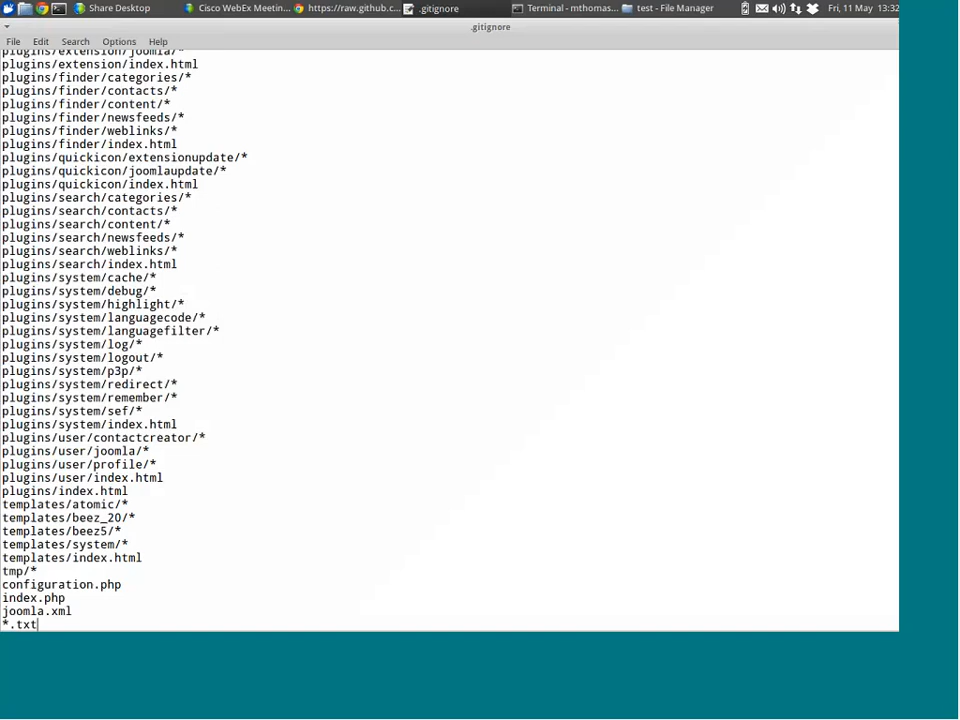 Share Desktop
Cisco WebEx Meetin...
https://raw.github.c...
.gitignore
Terminal - mthomas...
test - File Manager
Fri, 11 May, 13:32
.gitignore
File Edit Search Options Help
plugins/extension/joomla/*
plugins/extension/index.html
plugins/finder/categories/*
plugins/finder/contacts/*
plugins/finder/content/*
plugins/finder/newsfeeds/*
plugins/finder/weblinks/*
plugins/finder/index.html
plugins/quickicon/extensionupdate/*
plugins/quickicon/joomlaupdate/*
plugins/quickicon/index.html
plugins/search/categories/*
plugins/search/contacts/*
plugins/search/content/*
plugins/search/newsfeeds/*
plugins/search/weblinks/*
plugins/search/index.html
plugins/system/cache/*
plugins/system/debug/*
plugins/system/highlight/*
plugins/system/languagecode/*
plugins/system/languagefilter/*
plugins/system/log/*
plugins/system/logout/*
plugins/system/p3p/*
plugins/system/redirect/*
plugins/system/remember/*
plugins/system/sef/*
plugins/system/index.html
plugins/user/contactcreator/*
plugins/user/joomla/*
plugins/user/profile/*
plugins/user/index.html
plugins/index.html
templates/atomic/*
templates/beez_20/*
templates/beez5/*
templates/system/*
templates/index.html
tmp/*
configuration.php
index.php
joomla.xml
*.txt